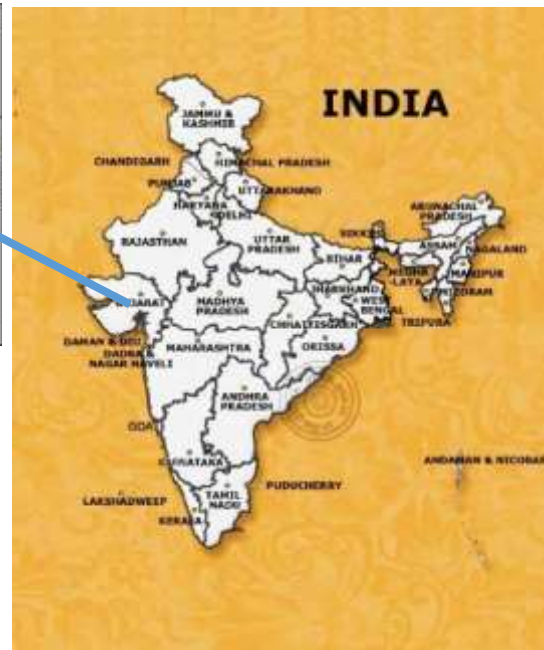 INDIA
JAMMU &
KASHMIR
CHANDIGARH
HIMACHAL PRADESH
PUNJAB
UTTARAKHAND
HARYANA
DELHI
ARUNACHAL
PRADESH
RAJASTHAN
UTTAR
PRADESH
SIKKIM
ASSAM
NAGALAND
BIHAR
MEGHA
-LAYA
MANIPUR
GUJARAT
MADHYA
PRADESH
JHARKHAND
WEST
BENGAL
MIZORAM
CHHATTISGARH
TRIPURA
DAMAN & DIU
DADRA &
NAGAR HAVELI
MAHARASHTRA
ORISSA
ANDHRA
PRADESH
GOA
KARNATAKA
ANDAMAN & NICOBAR
PUDUCHERRY
LAKSHADWEEP
TAMIL
NADU
KERALA